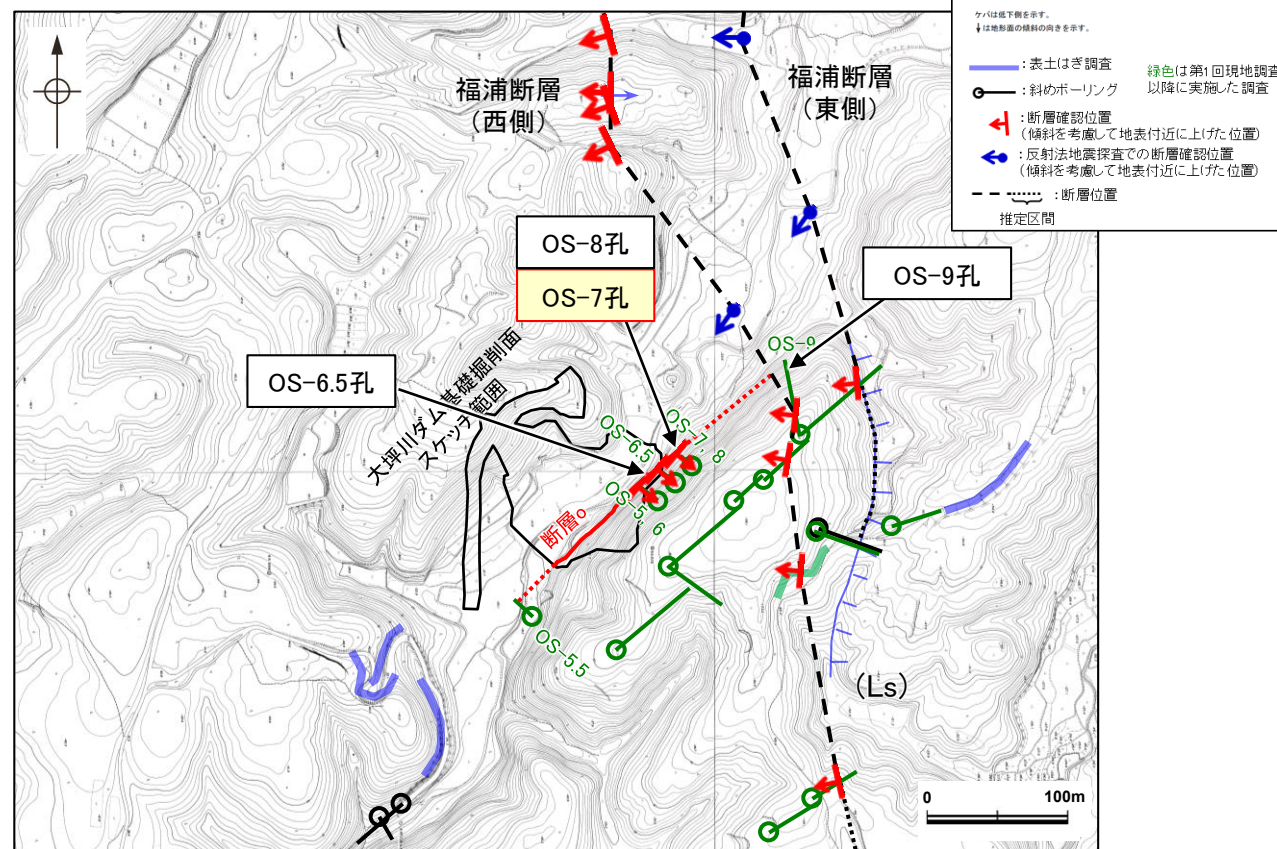 ケバは低下側を示す。
↓は地形面の傾斜の向きを示す。
：表土はぎ調査
緑色は第1回現地調査
以降に実施した調査
：斜めボーリング
：断層確認位置
(傾斜を考慮して地表付近に上げた位置)
：反射法地震探査での断層確認位置
(傾斜を考慮して地表付近に上げた位置)
：断層位置
推定区間
福浦断層
（西側）
福浦断層
（東側）
OS-8孔
OS-7孔
OS-9孔
OS-6.5孔
大坪川ダム基礎掘削面
スケッチ範囲
OS-9
OS-6.5
OS-7, 8
OS-5, 6
断層o
OS-5.5
(Ls)
0 100m